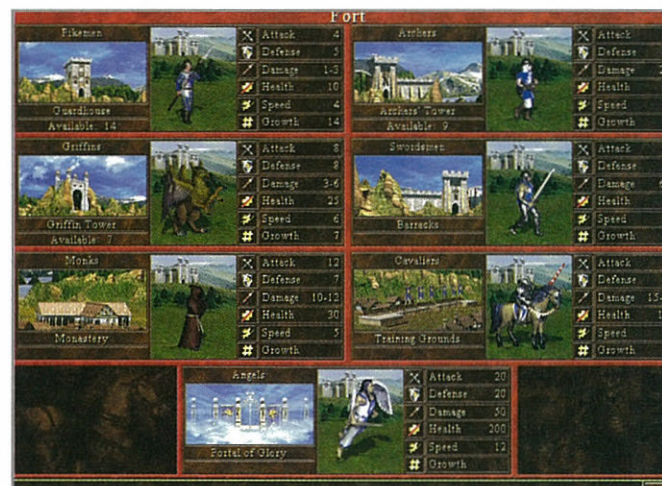 Fort
Pikemen
Guardhouse
Available: 14
Attack 4
Defense 5
Damage 1-3
Health 10
Speed 4
Growth 14
Archers
Archers' Tower
Available: 9
Attack
Defense
Damage
Health
Speed
Growth
Griffins
Griffin Tower
Available: 7
Attack 8
Defense 8
Damage 3-6
Health 25
Speed 6
Growth 7
Swordsmen
Barracks
Attack
Defense
Damage
Health
Speed
Growth
Monks
Monastery
Attack 12
Defense 7
Damage 10-12
Health 30
Speed 5
Growth
Cavaliers
Training Grounds
Attack
Defense
Damage 15-
Health 1
Speed
Growth
Angels
Portal of Glory
Attack 20
Defense 20
Damage 50
Health 200
Speed 12
Growth